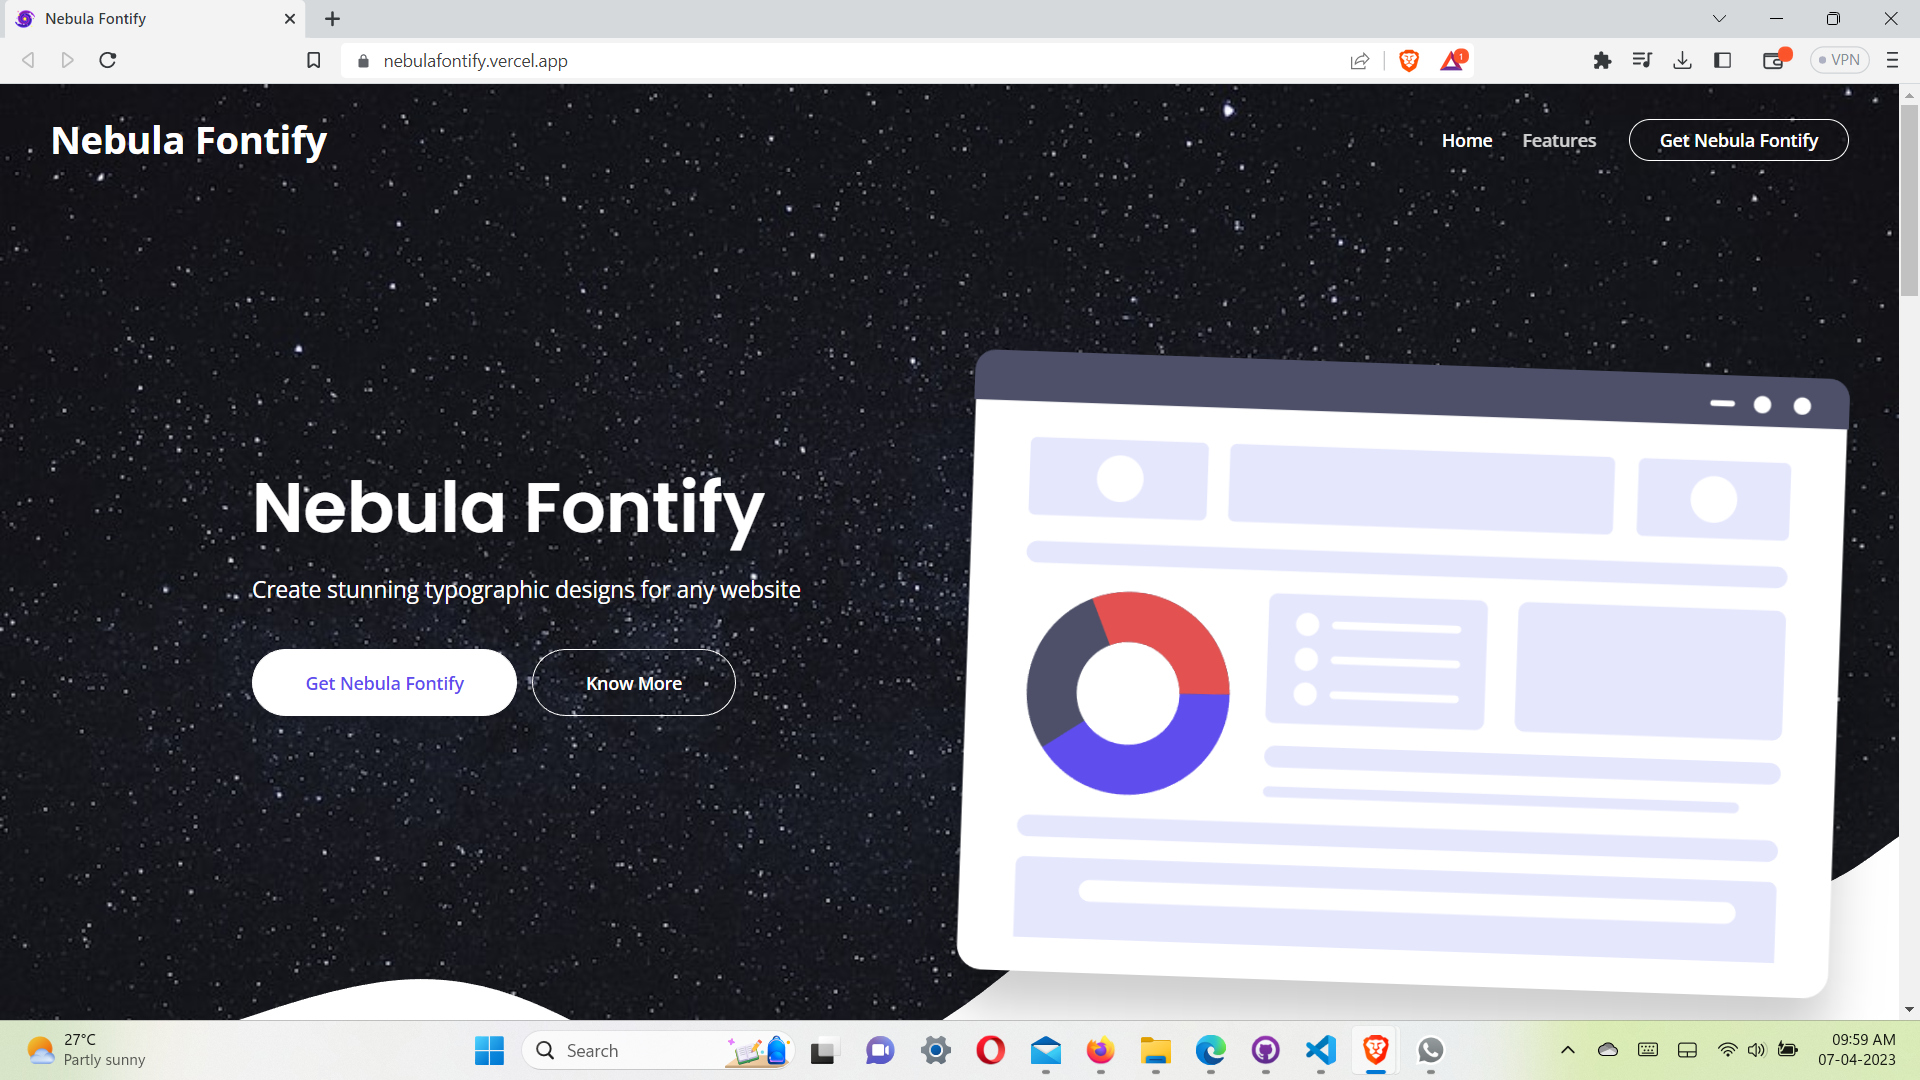 Nebula Fontify
nebulafontify.vercel.app
1
VPN
Nebula Fontify
Home
Features
Get Nebula Fontify
Nebula Fontify
Create stunning typographic designs for any website
Get Nebula Fontify
Know More
27°C
Partly sunny
Search
09:59 AM
07-04-2023